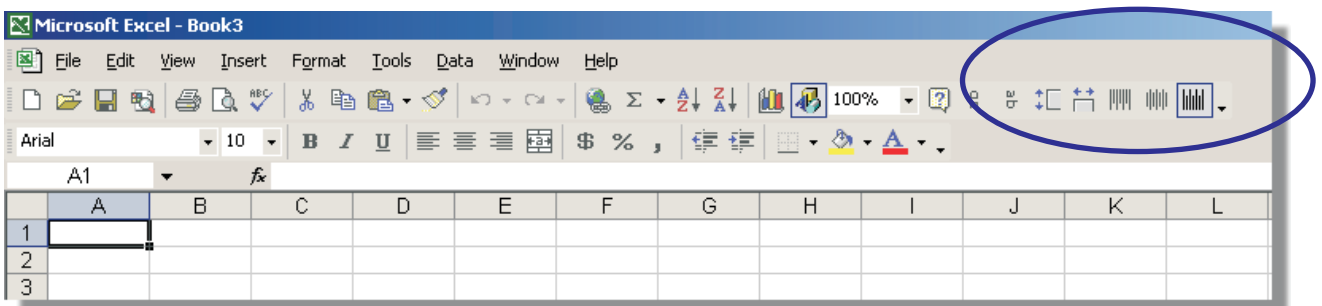 Microsoft Excel - Book3
File Edit View Insert Format Tools Data Window Help
ABC Σ A Z Z A 100% ?
Arial 10 B I U a $ % , A
A1 fx
A B C D E F G H I J K L
1
2
3